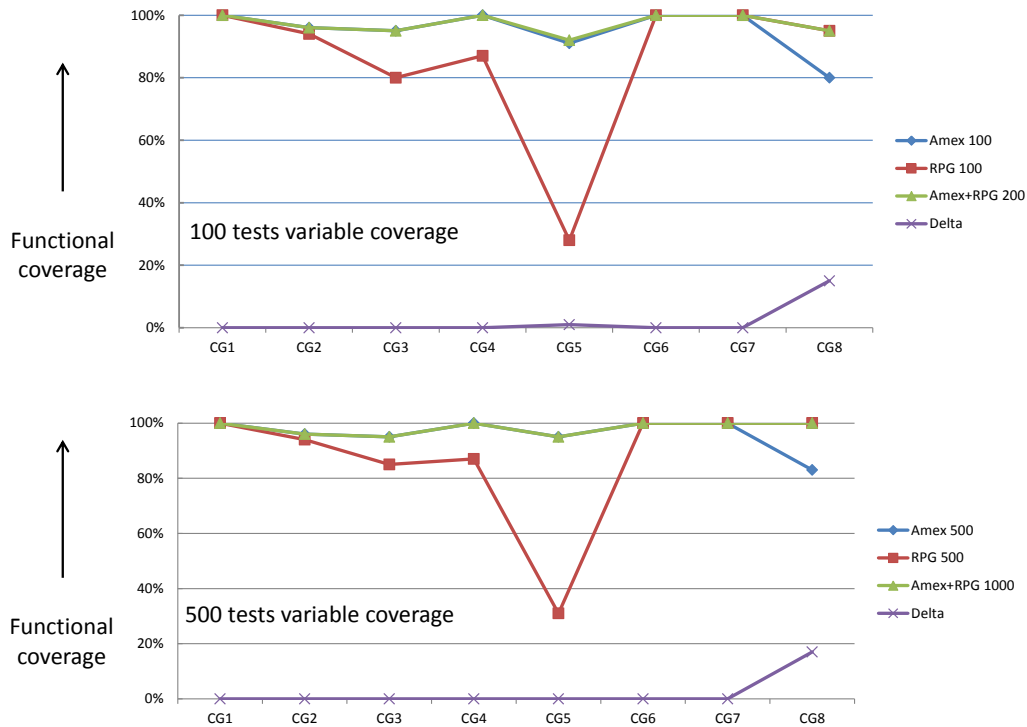 100%
80%
60%
40%
20%
0%
Functional
coverage
100 tests variable coverage
CG1 CG2 CG3 CG4 CG5 CG6 CG7 CG8
Amex 100
RPG 100
Amex+RPG 200
Delta
100%
80%
60%
40%
20%
0%
Functional
coverage
500 tests variable coverage
CG1 CG2 CG3 CG4 CG5 CG6 CG7 CG8
Amex 500
RPG 500
Amex+RPG 1000
Delta